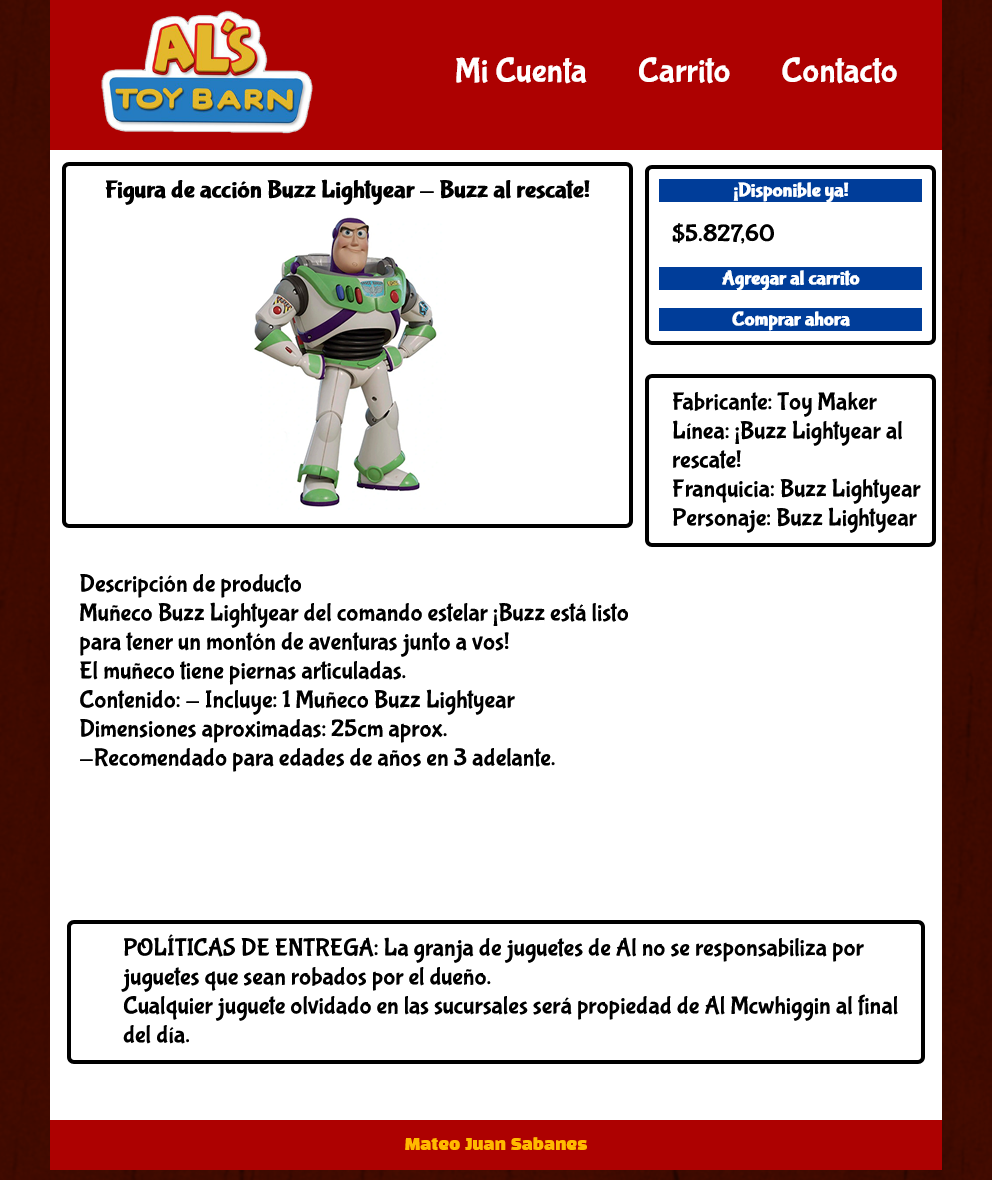 AL'S
TOY BARN
Mi Cuenta
Carrito
Contacto
Figura de acción Buzz Lightyear - Buzz al rescate!
¡Disponible ya!
$5.827,60
Agregar al carrito
Comprar ahora
Fabricante: Toy Maker
Línea: ¡Buzz Lightyear al
rescate!
Franquicia: Buzz Lightyear
Personaje: Buzz Lightyear
Descripción de producto
Muñeco Buzz Lightyear del comando estelar ¡Buzz está listo
para tener un montón de aventuras junto a vos!
El muñeco tiene piernas articuladas.
Contenido: - Incluye: 1 Muñeco Buzz Lightyear
Dimensiones aproximadas: 25cm aprox.
-Recomendado para edades de años en 3 adelante.
POLÍTICAS DE ENTREGA: La granja de juguetes de Al no se responsabiliza por
juguetes que sean robados por el dueño.
Cualquier juguete olvidado en las sucursales será propiedad de Al Mcwhiggin al final
del día.
Mateo Juan Sabanes